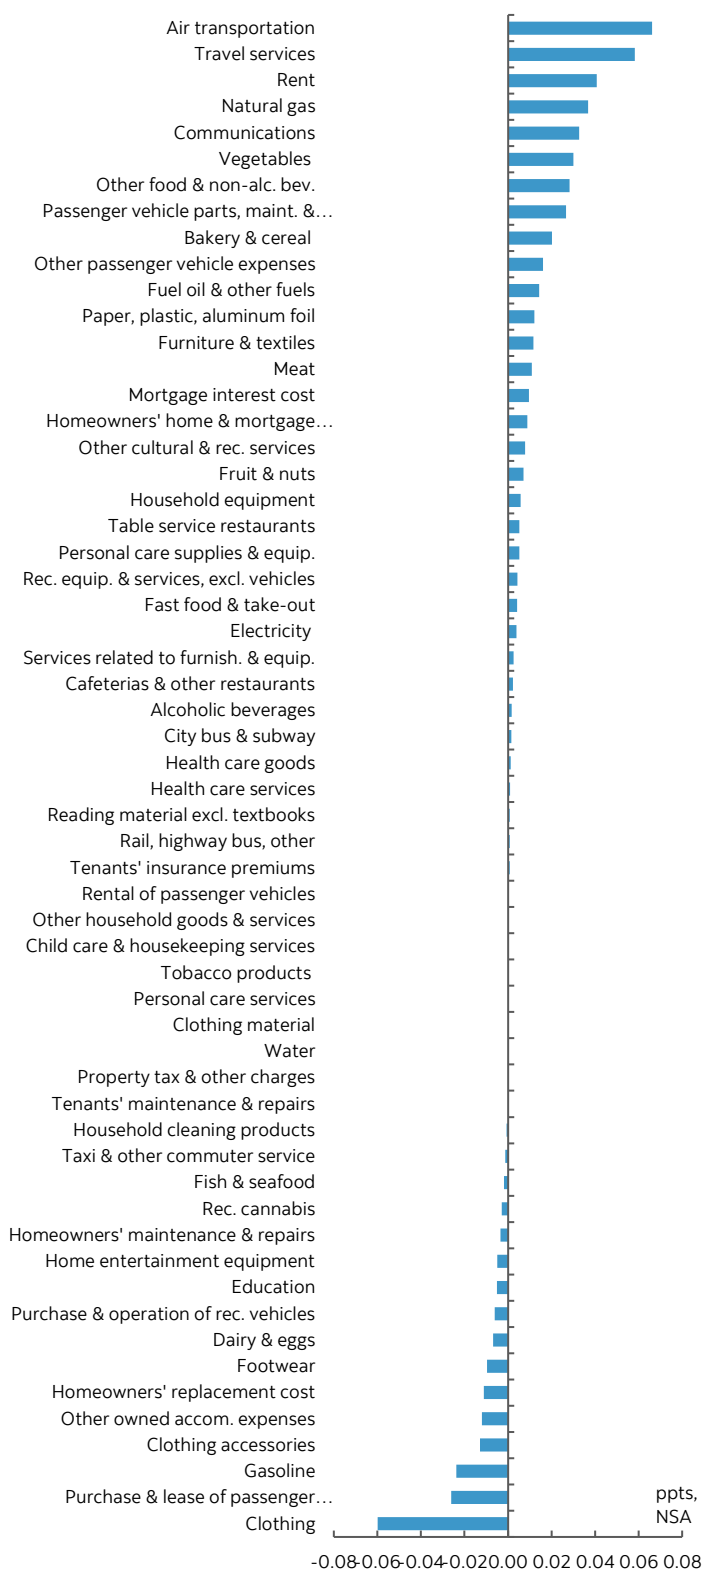 Air transportation
Travel services
Rent
Natural gas
Communications
Vegetables
Other food & non-alc. bev.
Passenger vehicle parts, maint. &…
Bakery & cereal
Other passenger vehicle expenses
Fuel oil & other fuels
Paper, plastic, aluminum foil
Furniture & textiles
Meat
Mortgage interest cost
Homeowners' home & mortgage…
Other cultural & rec. services
Fruit & nuts
Household equipment
Table service restaurants
Personal care supplies & equip.
Rec. equip. & services, excl. vehicles
Fast food & take-out
Electricity
Services related to furnish. & equip.
Cafeterias & other restaurants
Alcoholic beverages
City bus & subway
Health care goods
Health care services
Reading material excl. textbooks
Rail, highway bus, other
Tenants' insurance premiums
Rental of passenger vehicles
Other household goods & services
Child care & housekeeping services
Tobacco products
Personal care services
Clothing material
Water
Property tax & other charges
Tenants' maintenance & repairs
Household cleaning products
Taxi & other commuter service
Fish & seafood
Rec. cannabis
Homeowners' maintenance & repairs
Home entertainment equipment
Education
Purchase & operation of rec. vehicles
Dairy & eggs
Footwear
Homeowners' replacement cost
Other owned accom. expenses
Clothing accessories
Gasoline
Purchase & lease of passenger…
Clothing
ppts,
NSA
-0.08 -0.06 -0.04 -0.02 0.00 0.02 0.04 0.06 0.08